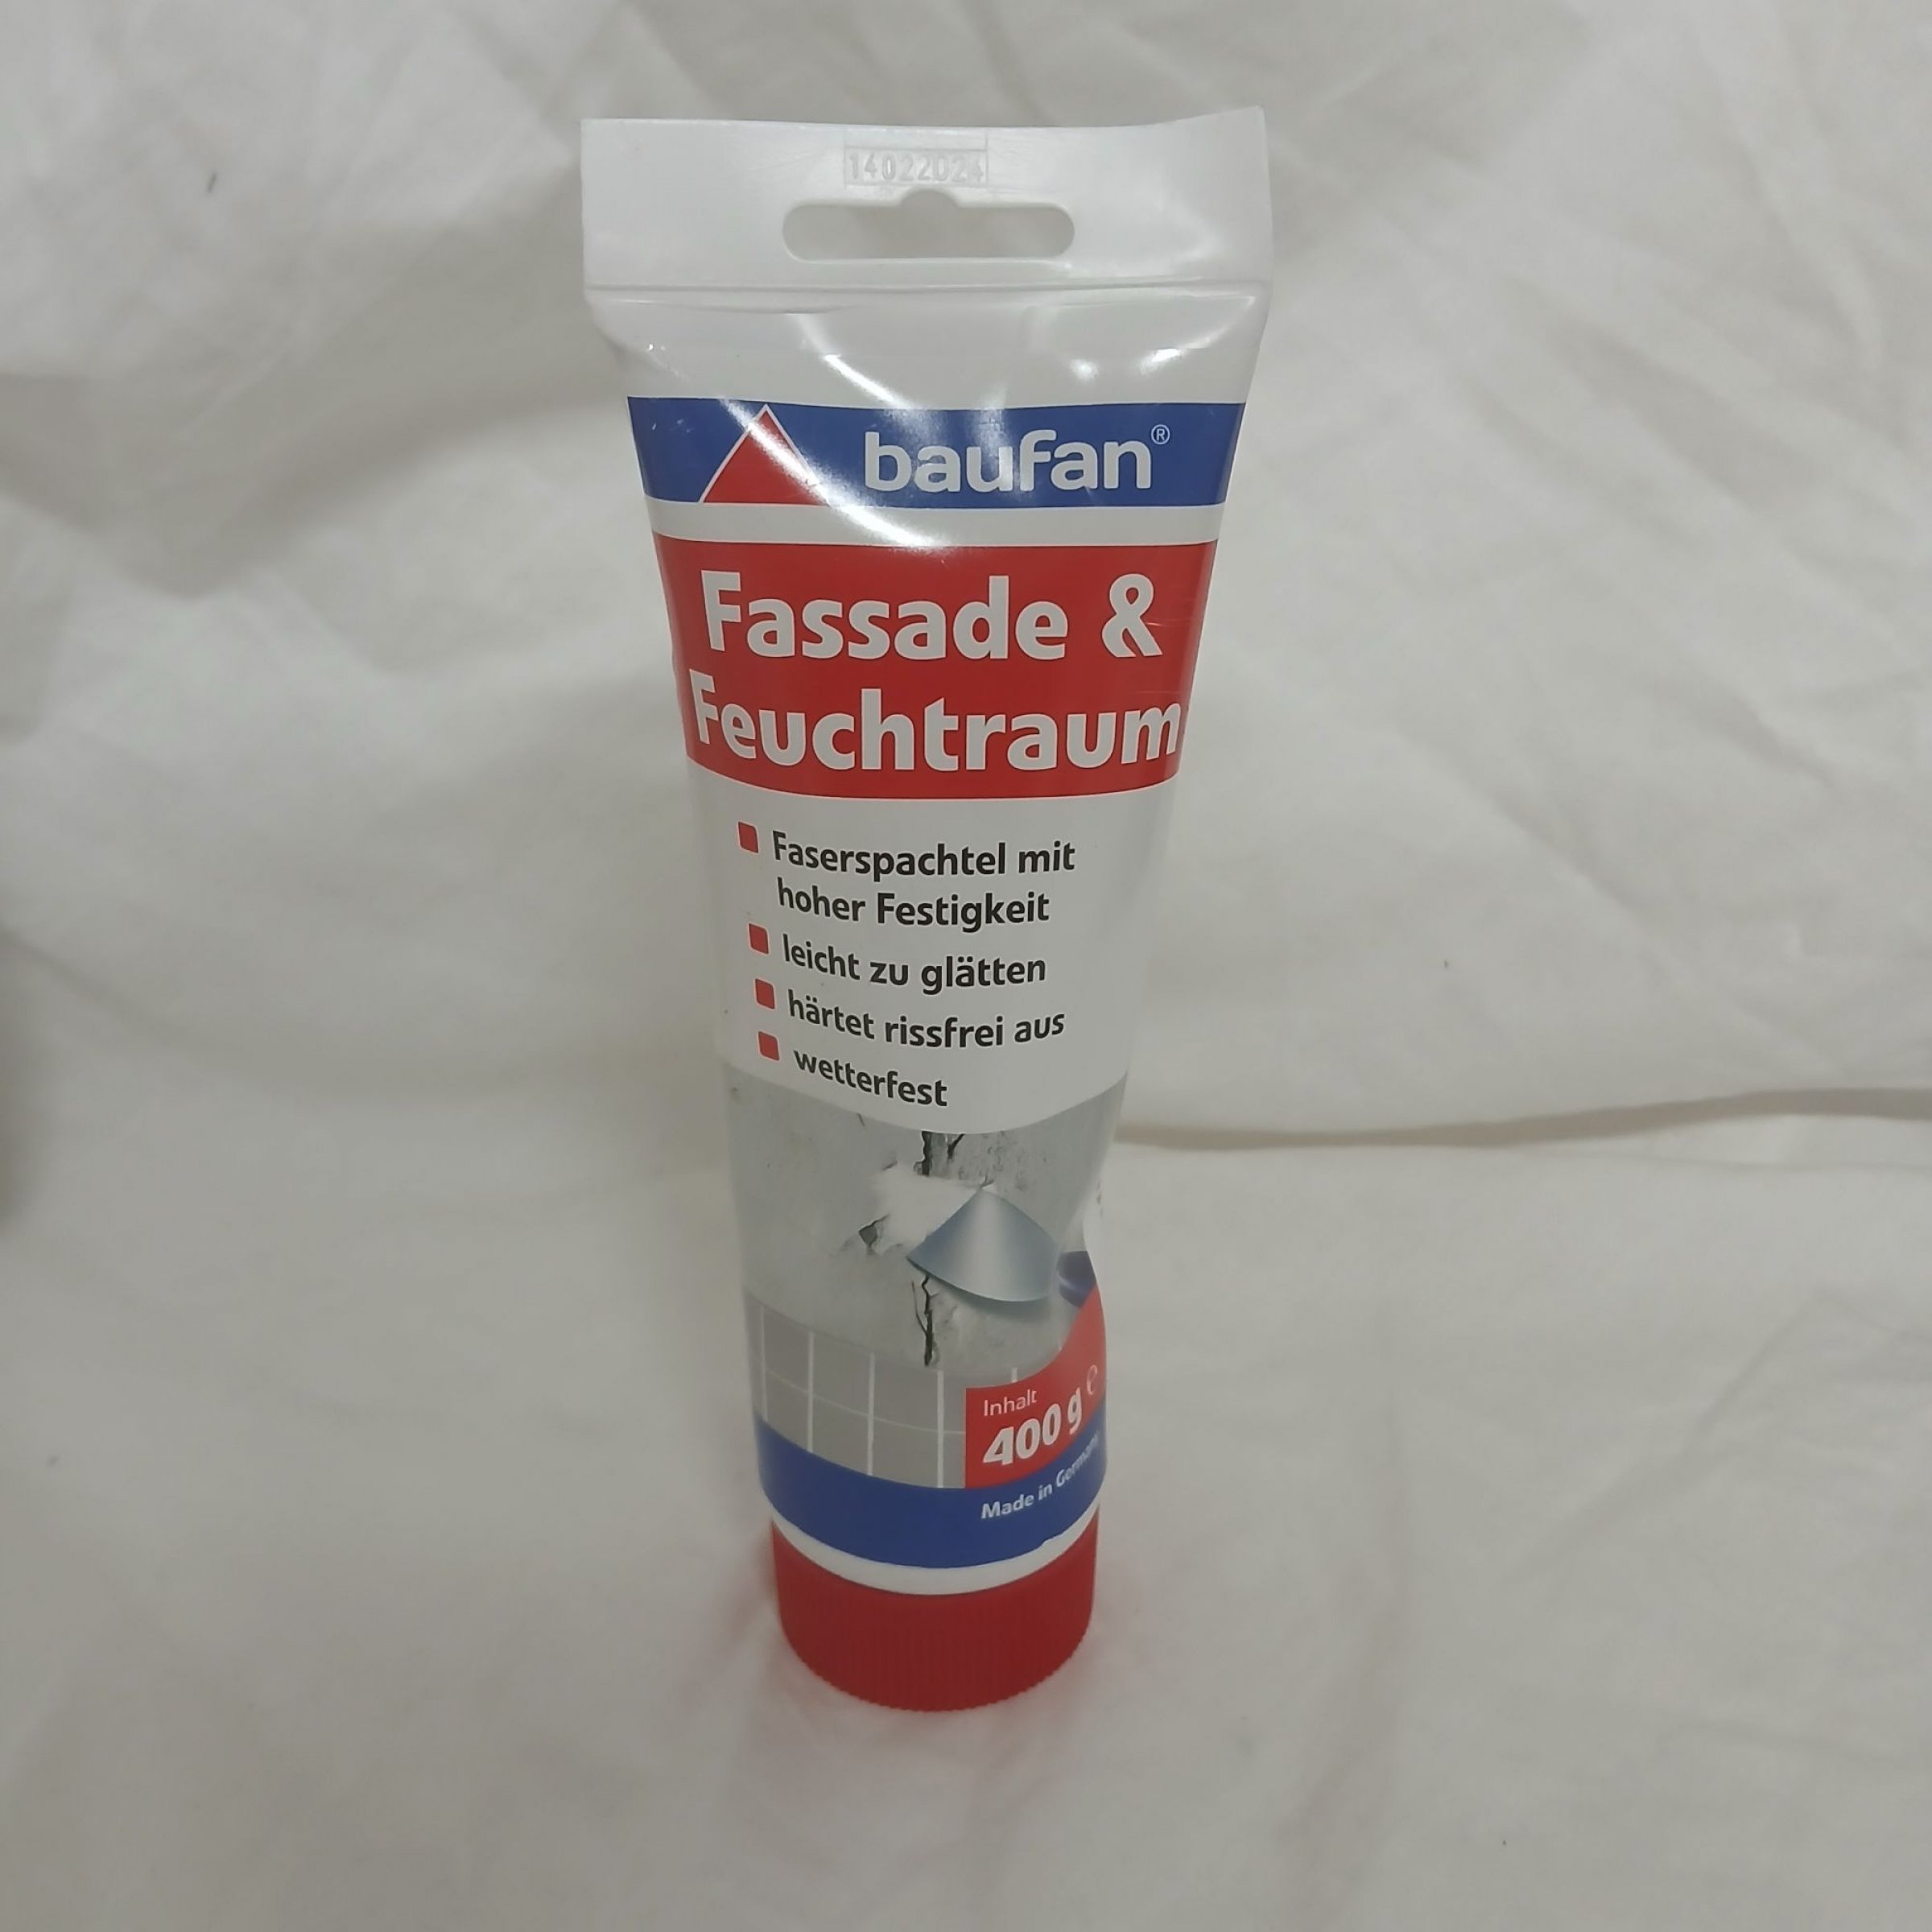 14022024
baufan®
Fassade &
Feuchtraum
Faserspachtel mit
hoher Festigkeit
leicht zu glätten
härtet rissfrei aus
wetterfest
Inhalt
400 g ℮
Made in Germany